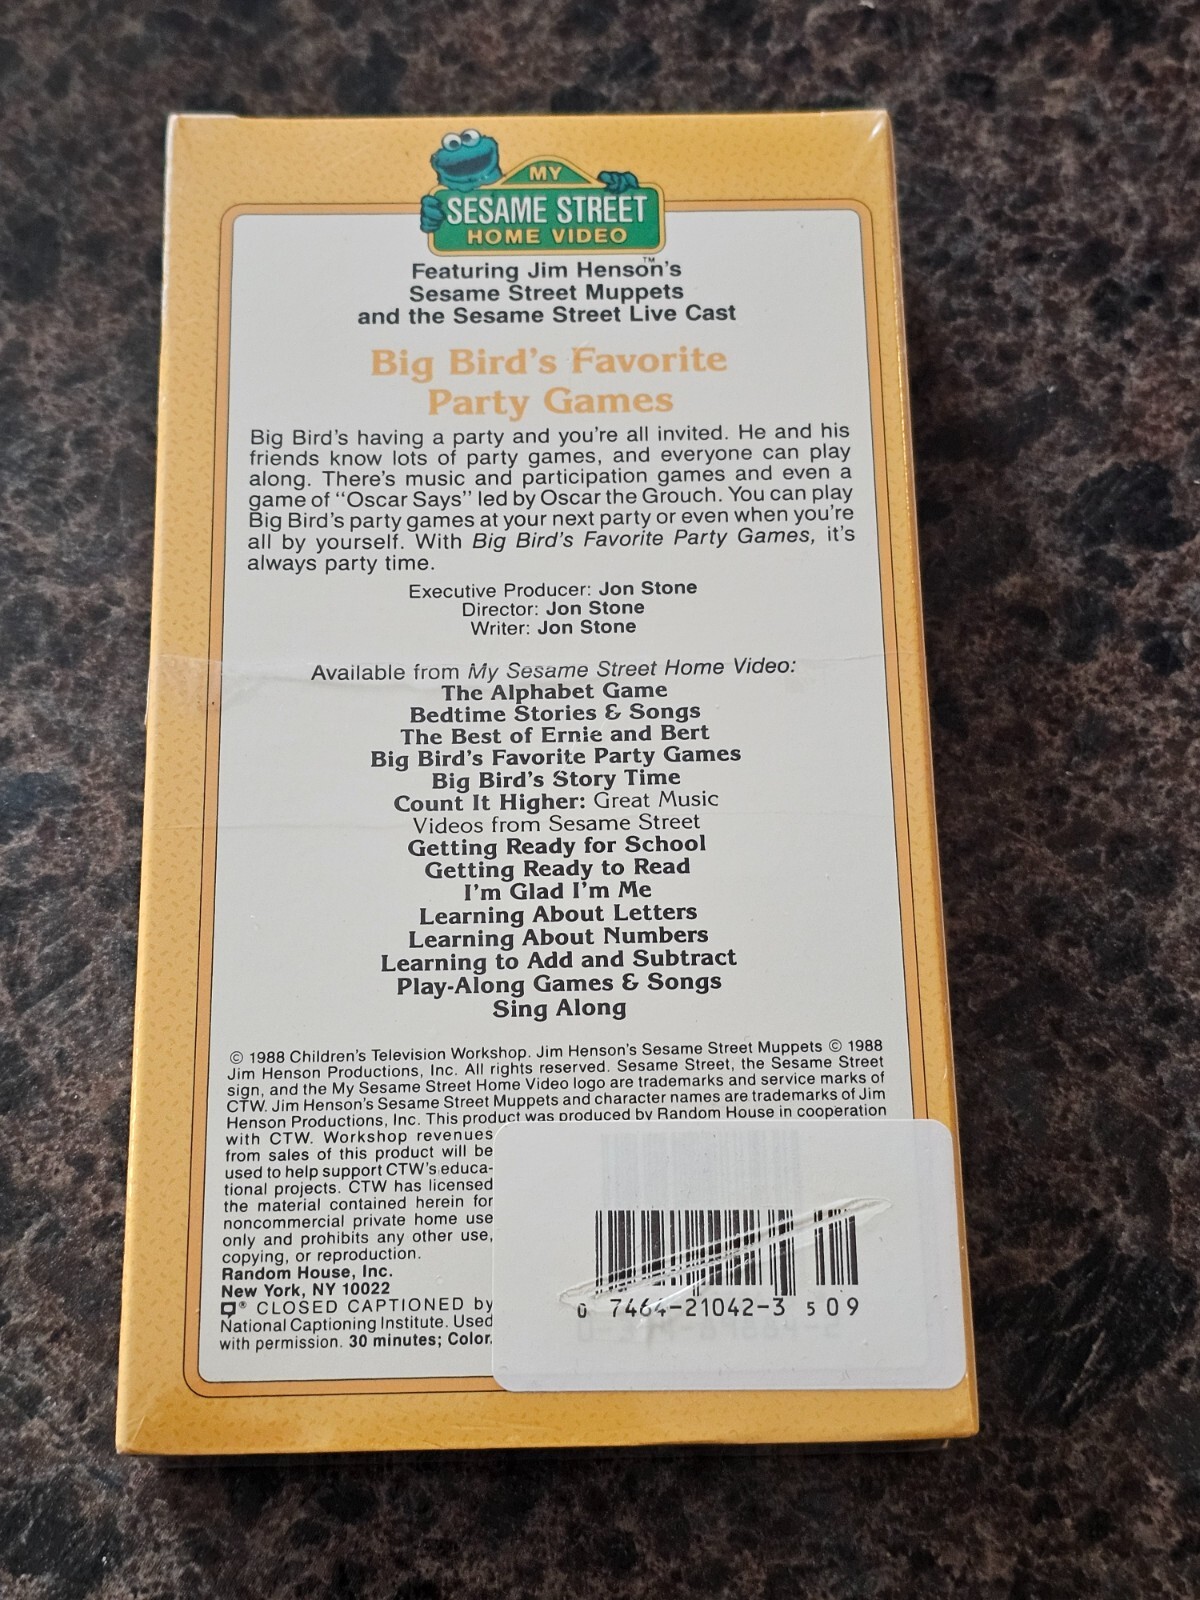 MY
SESAME STREET
HOME VIDEO
Featuring Jim Henson's™
Sesame Street Muppets
and the Sesame Street Live Cast
Big Bird's Favorite
Party Games
Big Bird's having a party and you're all invited. He and his
friends know lots of party games, and everyone can play
along. There's music and participation games and even a
game of "Oscar Says" led by Oscar the Grouch. You can play
Big Bird's party games at your next party or even when you're
all by yourself. With Big Bird's Favorite Party Games, it's
always party time.
Executive Producer: Jon Stone
Director: Jon Stone
Writer: Jon Stone
Available from My Sesame Street Home Video:
The Alphabet Game
Bedtime Stories & Songs
The Best of Ernie and Bert
Big Bird's Favorite Party Games
Big Bird's Story Time
Count It Higher: Great Music
Videos from Sesame Street
Getting Ready for School
Getting Ready to Read
I'm Glad I'm Me
Learning About Letters
Learning About Numbers
Learning to Add and Subtract
Play-Along Games & Songs
Sing Along
© 1988 Children's Television Workshop. Jim Henson's Sesame Street Muppets © 1988
Jim Henson Productions, Inc. All rights reserved. Sesame Street, the Sesame Street
sign, and the My Sesame Street Home Video logo are trademarks and service marks of
CTW. Jim Henson's Sesame Street Muppets and character names are trademarks of Jim
Henson Productions, Inc. This product was produced by Random House in cooperation
with CTW. Workshop revenues
from sales of this product will be
used to help support CTW's educa-
tional projects. CTW has licensed
the material contained herein for
noncommercial private home use
only and prohibits any other use,
copying, or reproduction.
Random House, Inc.
New York, NY 10022
® CLOSED CAPTIONED by
National Captioning Institute. Used
with permission. 30 minutes; Color.
0 7464-21042-3 509